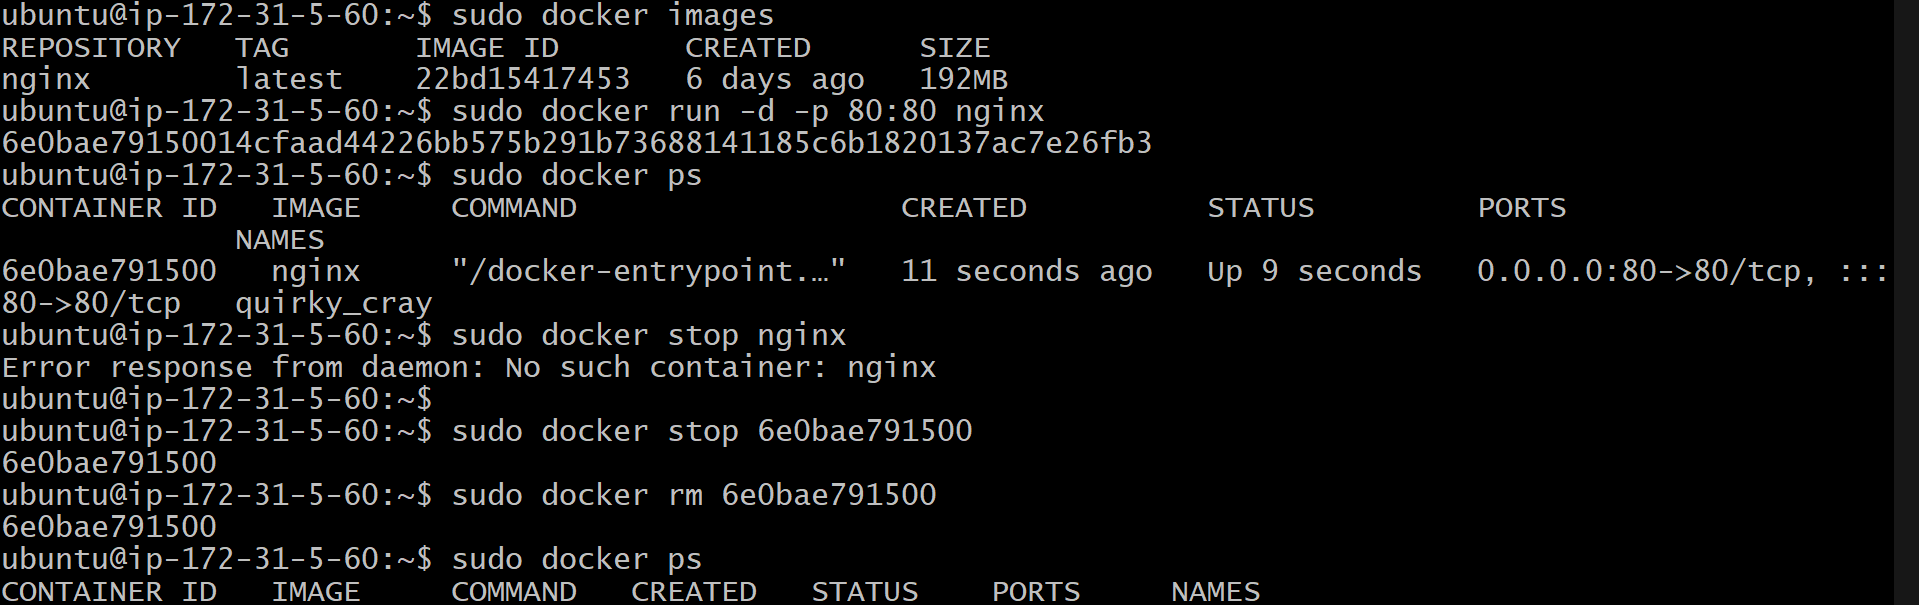 ubuntu@ip-172-31-5-60:~$ sudo docker images
REPOSITORY   TAG       IMAGE ID       CREATED      SIZE
nginx        latest    22bd15417453   6 days ago   192MB
ubuntu@ip-172-31-5-60:~$ sudo docker run -d -p 80:80 nginx
6e0bae79150014cfaad44226bb575b291b73688141185c6b1820137ac7e26fb3
ubuntu@ip-172-31-5-60:~$ sudo docker ps
CONTAINER ID   IMAGE     COMMAND                  CREATED          STATUS         PORTS
             NAMES
6e0bae791500   nginx     "/docker-entrypoint.…"   11 seconds ago   Up 9 seconds   0.0.0.0:80->80/tcp, :::
80->80/tcp   quirky_cray
ubuntu@ip-172-31-5-60:~$ sudo docker stop nginx
Error response from daemon: No such container: nginx
ubuntu@ip-172-31-5-60:~$
ubuntu@ip-172-31-5-60:~$ sudo docker stop 6e0bae791500
6e0bae791500
ubuntu@ip-172-31-5-60:~$ sudo docker rm 6e0bae791500
6e0bae791500
ubuntu@ip-172-31-5-60:~$ sudo docker ps
CONTAINER ID   IMAGE     COMMAND   CREATED   STATUS    PORTS     NAMES